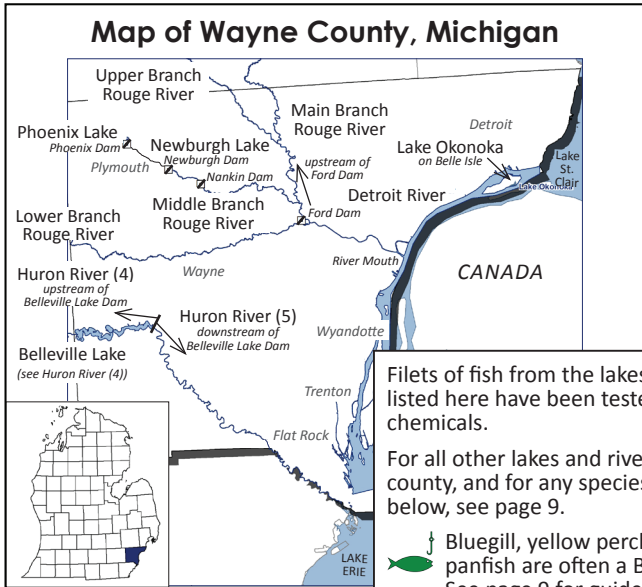 Map of Wayne County, Michigan
Upper Branch
Rouge River
Main Branch
Rouge River
Detroit
Phoenix Lake
Phoenix Dam
Newburgh Lake
Newburgh Dam
Plymouth
Nankin Dam
upstream of
Ford Dam
Lake Okonoka
on Belle Isle
Lake
St.
Clair
Lake Okonoka
Middle Branch
Rouge River
Ford Dam
Detroit River
Lower Branch
Rouge River
River Mouth
Wayne
CANADA
Huron River (4)
upstream of
Belleville Lake Dam
Huron River (5)
downstream of
Belleville Lake Dam
Wyandotte
Belleville Lake
(see Huron River (4))
Trenton
Flat Rock
LAKE
ERIE
Filets of fish from the lakes
listed here have been teste
chemicals.
For all other lakes and rive
county, and for any species
below, see page 9.
Bluegill, yellow perch
panfish are often a B